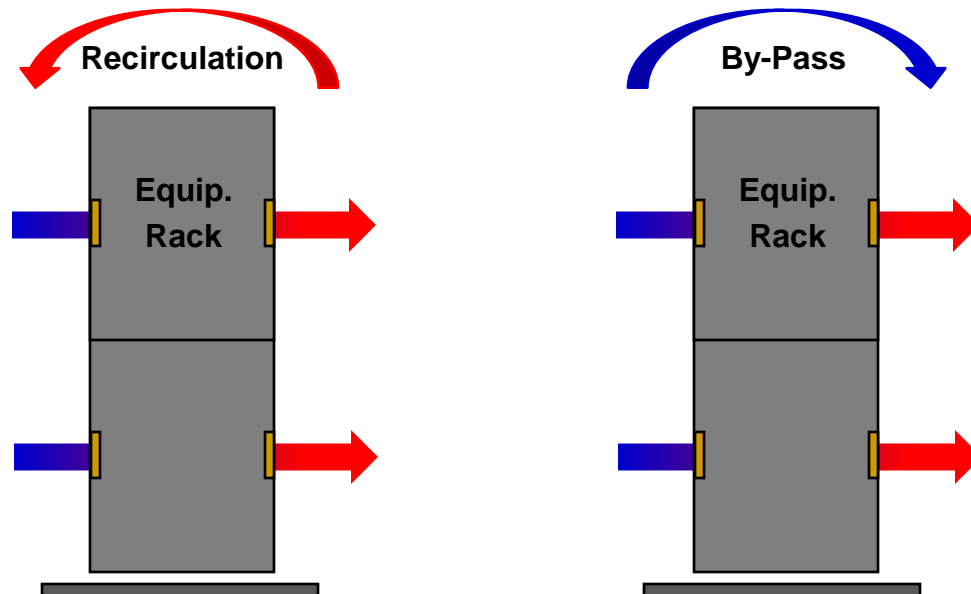 Recirculation
Equip.
Rack
By-Pass
Equip.
Rack